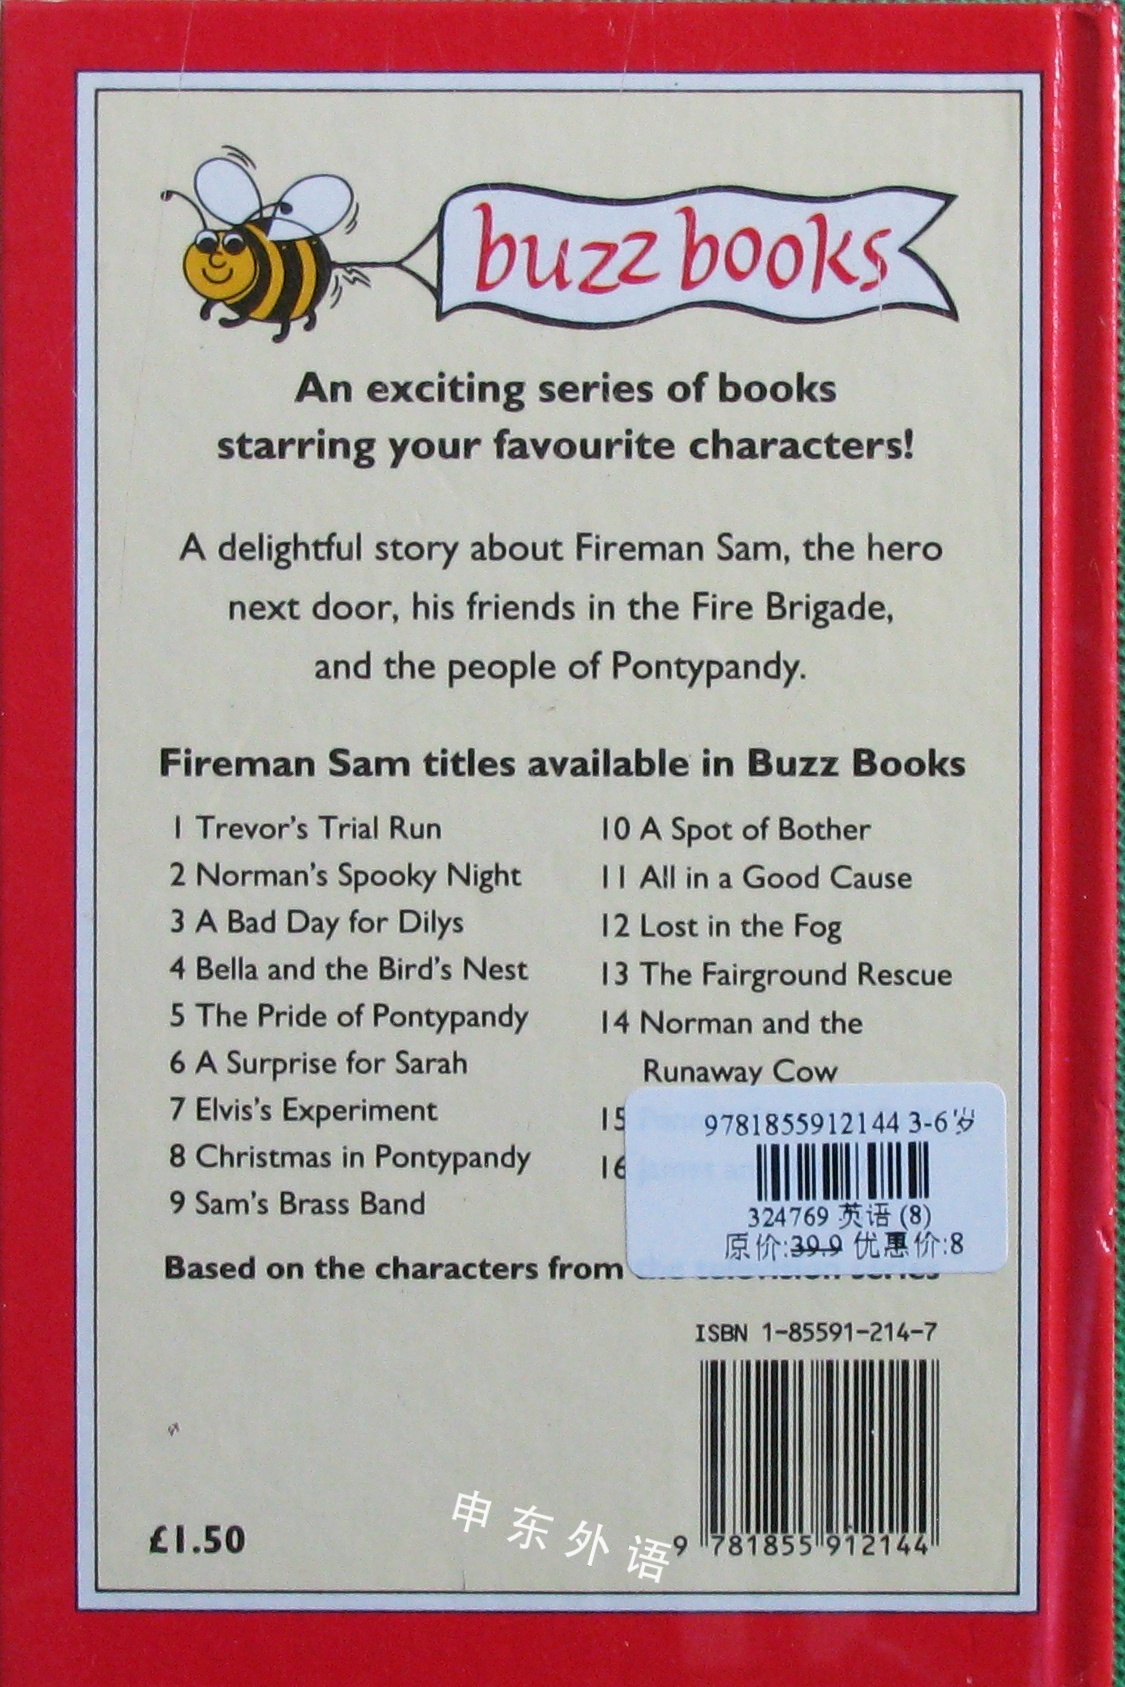 buzz books
An exciting series of books
starring your favourite characters!
A delightful story about Fireman Sam, the hero
next door, his friends in the Fire Brigade,
and the people of Pontypandy.
Fireman Sam titles available in Buzz Books
1 Trevor's Trial Run
2 Norman's Spooky Night
3 A Bad Day for Dilys
4 Bella and the Bird's Nest
5 The Pride of Pontypandy
6 A Surprise for Sarah
7 Elvis's Experiment
8 Christmas in Pontypandy
9 Sam's Brass Band
10 A Spot of Bother
11 All in a Good Cause
12 Lost in the Fog
13 The Fairground Rescue
14 Norman and the
Runaway Cow
15
16 James
9781855912144 3-6岁
324769 英语 (8)
原价:39.9 优惠价:8
Based on the characters from the television series
ISBN 1-85591-214-7
9 781855 912144
£1.50
申东外语